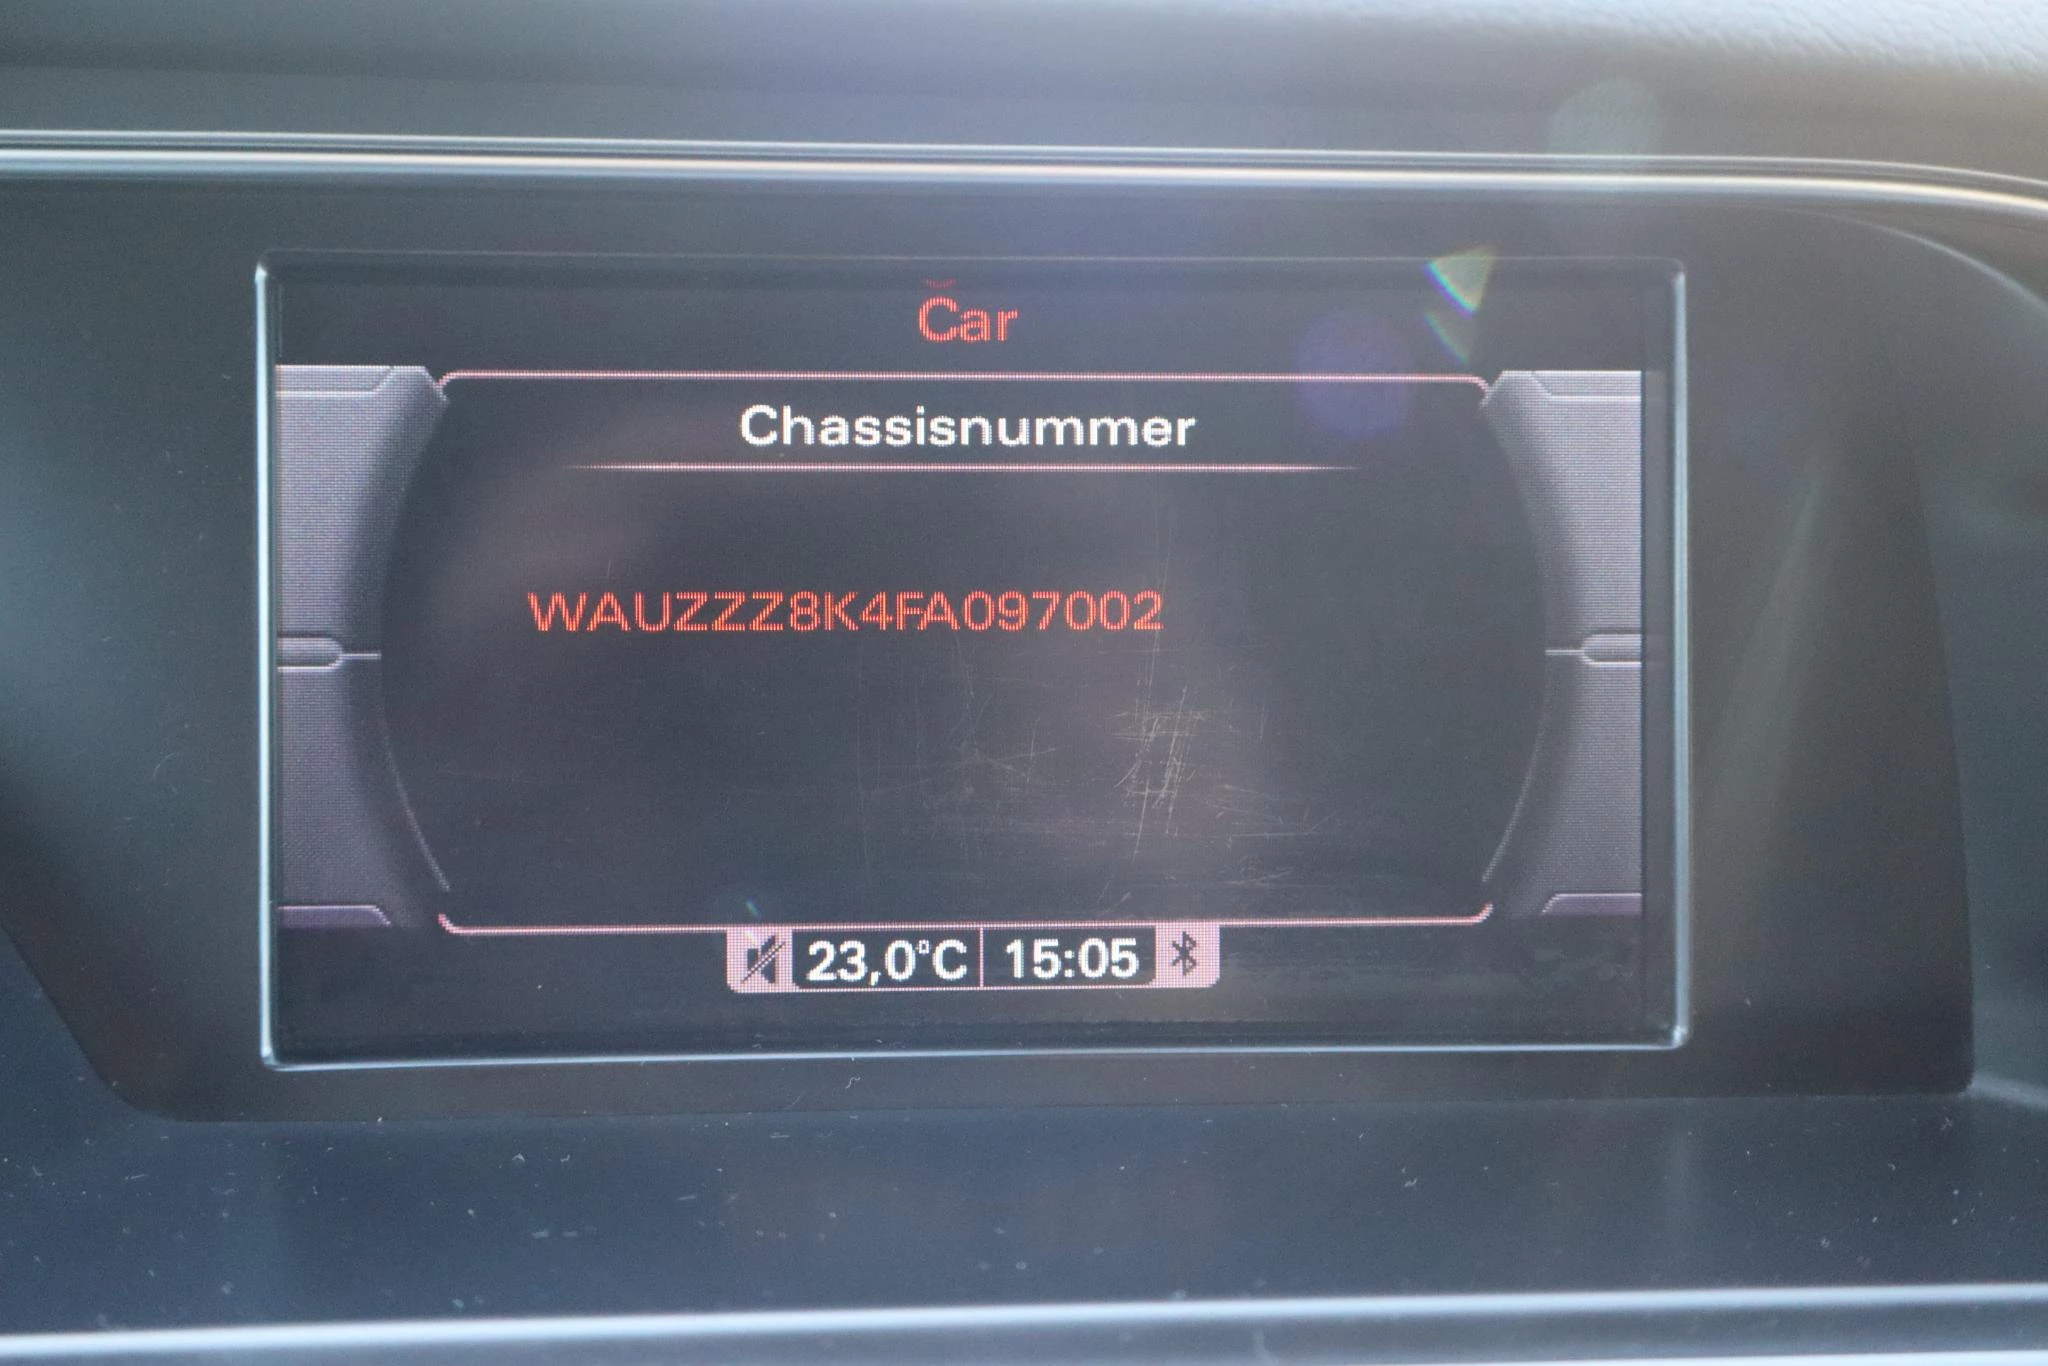 Car
Chassisnummer
WAUZZZ8K4FA097002
23,0°C 15:05